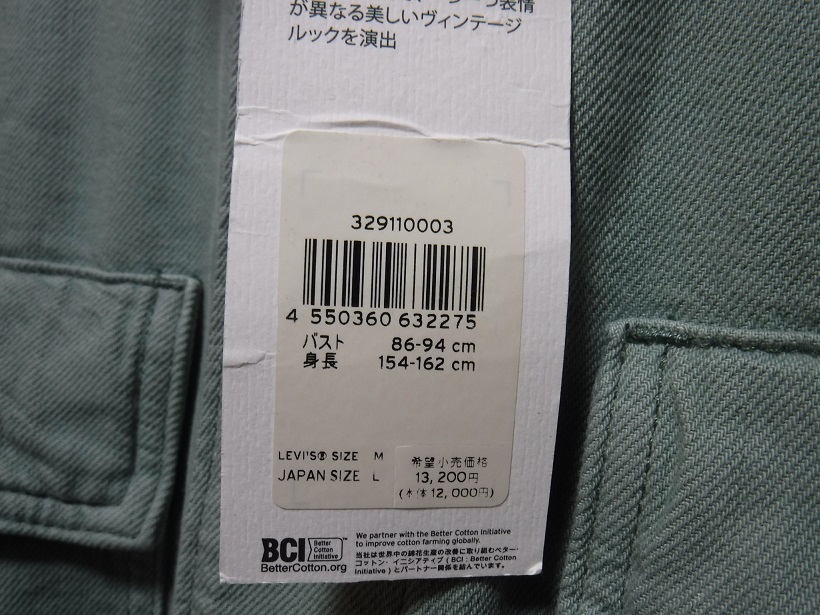 表情
が異なる美しいヴィンテージ
ルックを演出
329110003
4 550360 632275
バスト 86-94 cm
身長 154-162 cm
LEVI'S® SIZE M
JAPAN SIZE L
希望小売価格
13,200円
(本体12,000円)
BCI Better Cotton Initiative™
BetterCotton.org
We partner with the Better Cotton Initiative
to improve cotton farming globally.
当社は世界中の綿花生産の改善に取り組むベター・
コットン・イニシアティブ (BCI : Better Cotton
Initiative ) とパートナー関係を結んでいます。